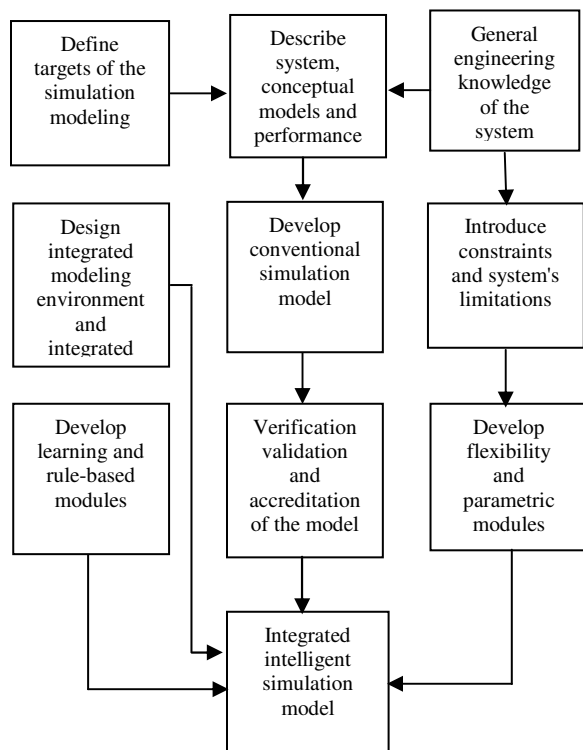 Define
targets of the
simulation
modeling
Describe
system,
conceptual
models and
performance
General
engineering
knowledge
of the
system
Design
integrated
modeling
environment
and
integrated
Develop
conventional
simulation
model
Introduce
constraints
and system's
limitations
Develop
learning and
rule-based
modules
Verification
validation
and
accreditation
of the model
Develop
flexibility
and
parametric
modules
Integrated
intelligent
simulation
model